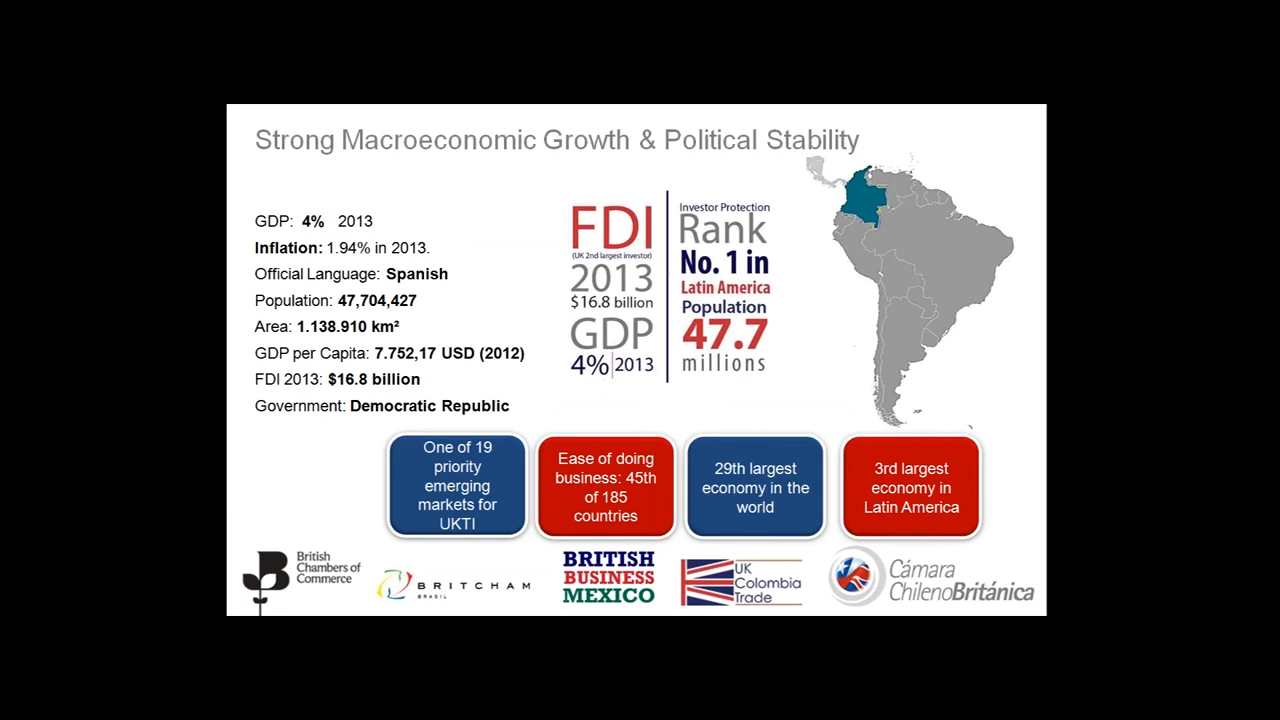 Strong Macroeconomic Growth & Political Stability
GDP: 4% 2013
Inflation: 1.94% in 2013.
Official Language: Spanish
Population: 47,704,427
Area: 1.138.910 km²
GDP per Capita: 7.752,17 USD (2012)
FDI 2013: $16.8 billion
Government: Democratic Republic
FDI
(UK 2nd largest investor)
2013
$16.8 billion
GDP
4% 2013
Investor Protection
Rank
No. 1 in
Latin America
Population
47.7
millions
One of 19
priority
emerging
markets for
UKTI
Ease of doing
business: 45th
of 185
countries
29th largest
economy in the
world
3rd largest
economy in
Latin America
British
Chambers of
Commerce
BRITCHAM
BRASIL
BRITISH
BUSINESS
MEXICO
UK
Colombia
Trade
Cámara
ChilenoBritánica